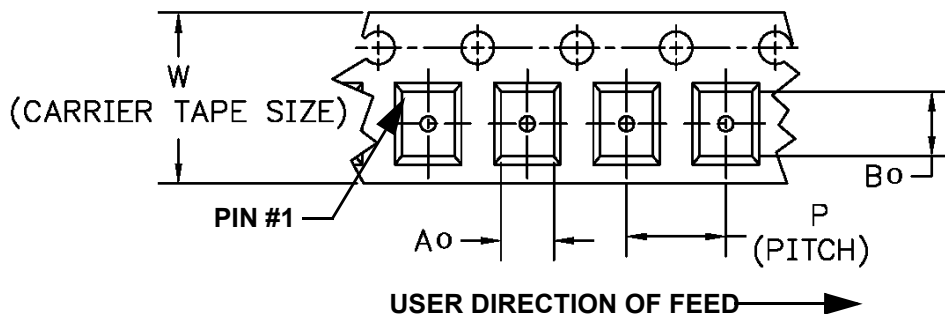 W
(CARRIER TAPE SIZE)
PIN #1
Ao
Bo
P
(PITCH)
USER DIRECTION OF FEED